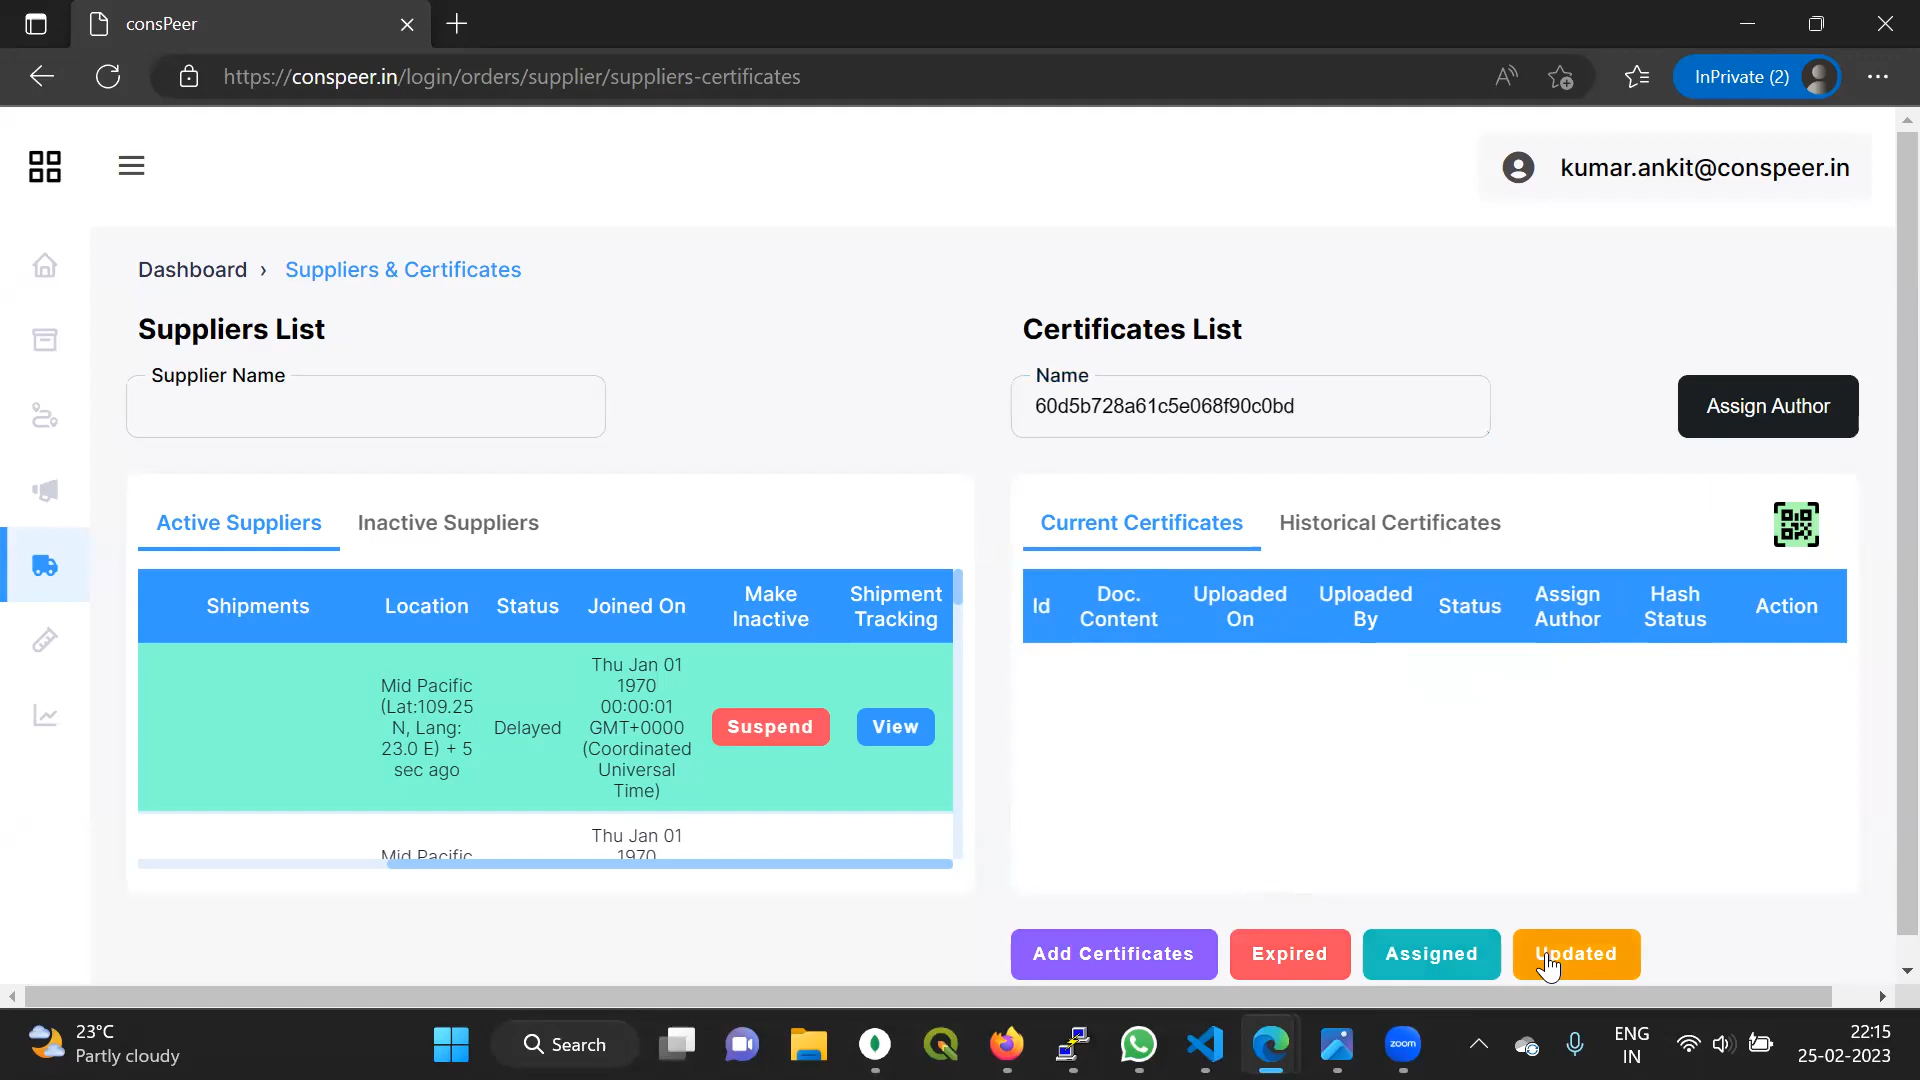 consPeer
https://conspeer.in/login/orders/supplier/suppliers-certificates
InPrivate (2)
kumar.ankit@conspeer.in
Dashboard › Suppliers & Certificates
Suppliers List
Supplier Name
Active Suppliers Inactive Suppliers
Shipments Location Status Joined On Make Inactive Shipment Tracking
Mid Pacific
(Lat:109.25
N, Lang:
23.0 E) + 5
sec ago
Delayed
Thu Jan 01
1970
00:00:01
GMT+0000
(Coordinated
Universal
Time)
Suspend
View
Mid Pacific
Thu Jan 01
1970
Certificates List
Name
60d5b728a61c5e068f90c0bd
Assign Author
Current Certificates Historical Certificates
Id Doc. Content Uploaded On Uploaded By Status Assign Author Hash Status Action
Add Certificates Expired Assigned Updated
23°C
Partly cloudy
Search
zoom
ENG
IN
22:15
25-02-2023